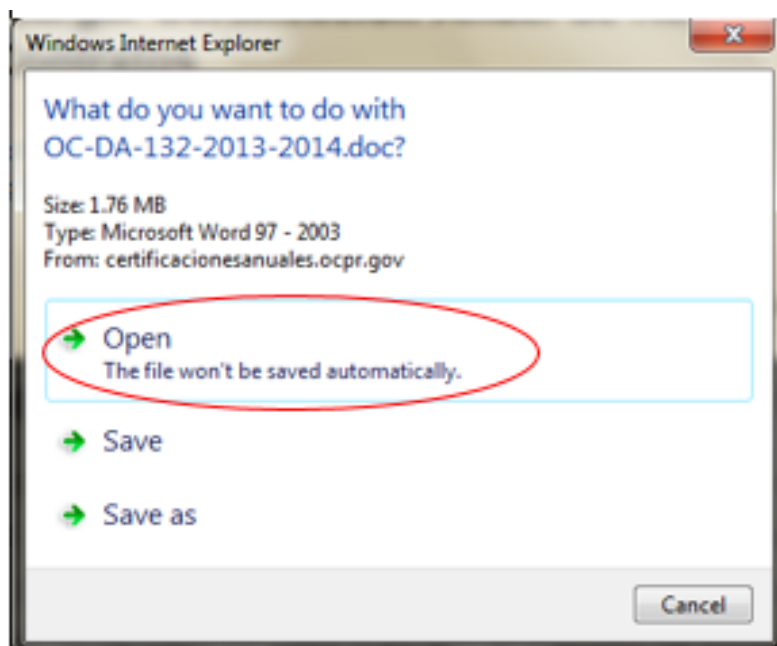 Windows Internet Explorer
What do you want to do with
OC-DA-132-2013-2014.doc?
Size: 1.76 MB
Type: Microsoft Word 97 - 2003
From: certificacionesanuales.ocpr.gov
Open
The file won't be saved automatically.
Save
Save as
Cancel